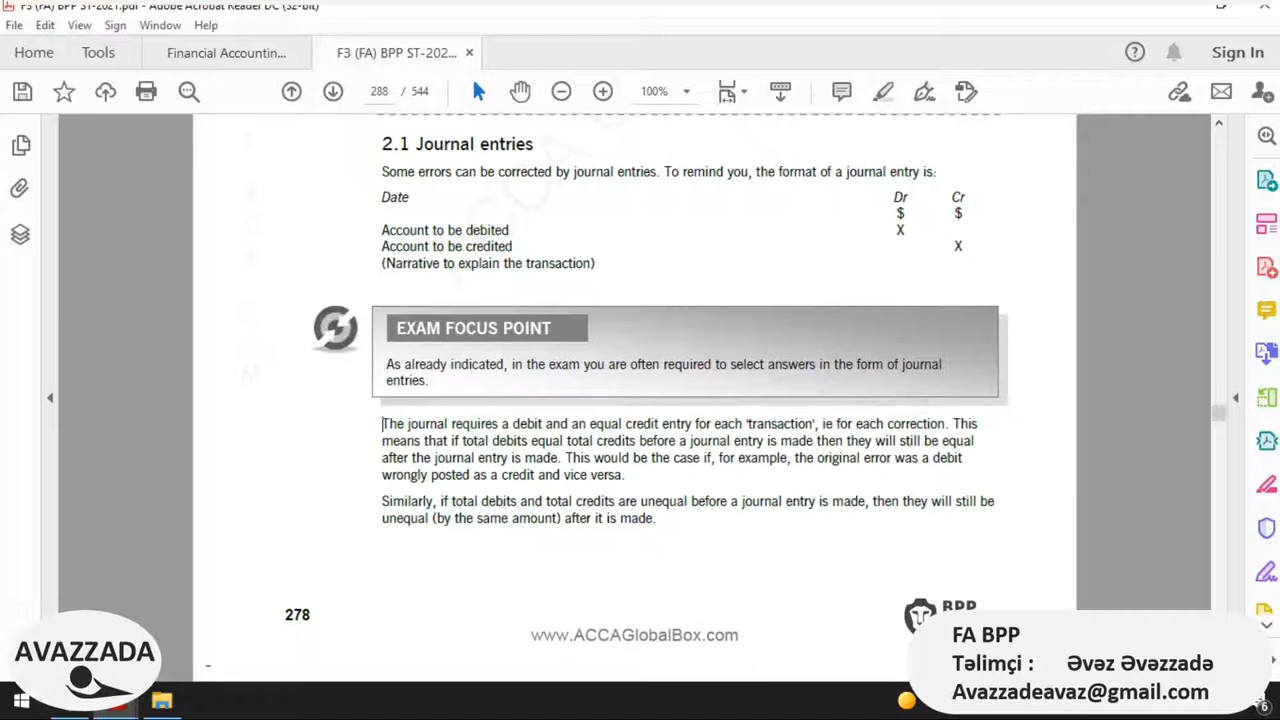 F3 (FA) BPP ST-2021.pdf - Adobe Acrobat Reader DC (32-bit)
File Edit View Sign Window Help
Home Tools Financial Accountin... F3 (FA) BPP ST-202... × Sign In
288 / 544 100%
2.1 Journal entries
Some errors can be corrected by journal entries. To remind you, the format of a journal entry is:
Date Dr Cr
$ $
Account to be debited X
Account to be credited X
(Narrative to explain the transaction)
EXAM FOCUS POINT
As already indicated, in the exam you are often required to select answers in the form of journal
entries.
The journal requires a debit and an equal credit entry for each 'transaction', ie for each correction. This
means that if total debits equal total credits before a journal entry is made then they will still be equal
after the journal entry is made. This would be the case if, for example, the original error was a debit
wrongly posted as a credit and vice versa.
Similarly, if total debits and total credits are unequal before a journal entry is made, then they will still be
unequal (by the same amount) after it is made.
278
BPP
www.ACCAGlobalBox.com
AVAZZADA
FA BPP
Təlimçi : Əvəz Əvəzzadə
Avazzadeavaz@gmail.com
6